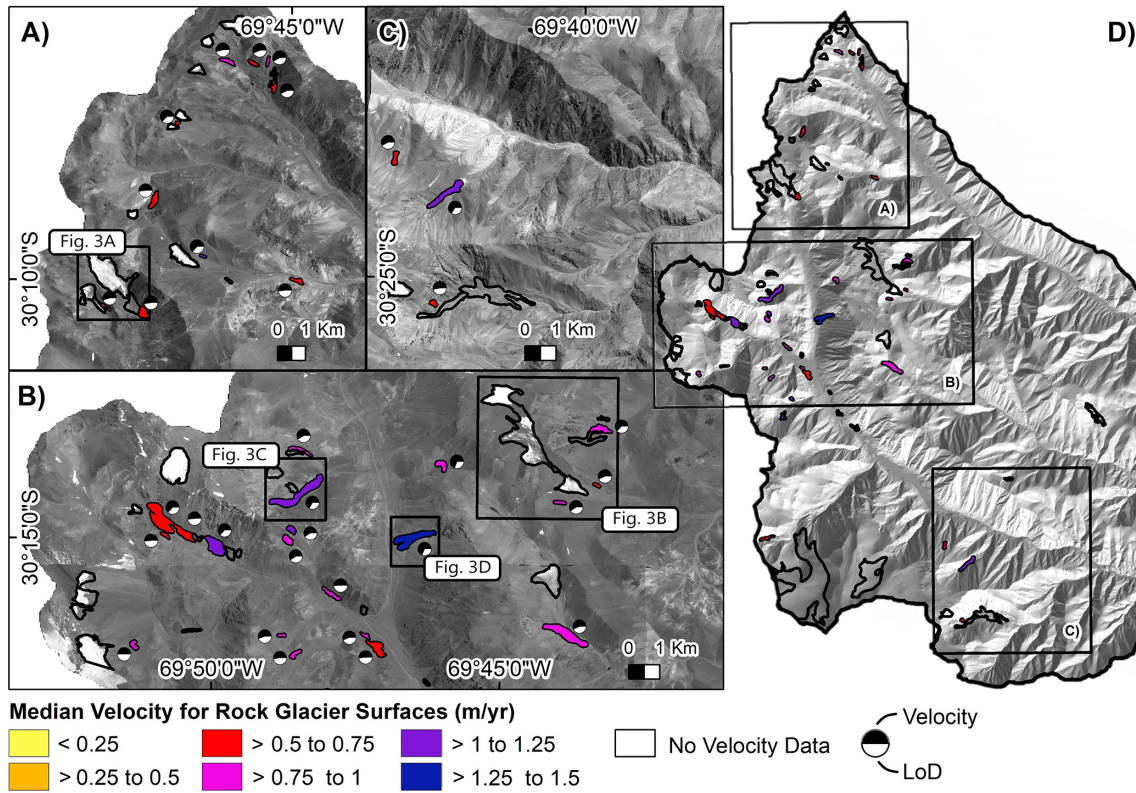 A)
69°45'0"W
Fig. 3A
30°10'0"S
0 1 Km
C)
69°40'0"W
30°25'0"S
0 1 Km
B)
Fig. 3C
Fig. 3B
Fig. 3D
30°15'0"S
69°50'0"W
69°45'0"W
0 1 Km
D)
A)
B)
C)
Median Velocity for Rock Glacier Surfaces (m/yr)
< 0.25
> 0.5 to 0.75
> 1 to 1.25
> 0.25 to 0.5
> 0.75 to 1
> 1.25 to 1.5
No Velocity Data
Velocity
LoD